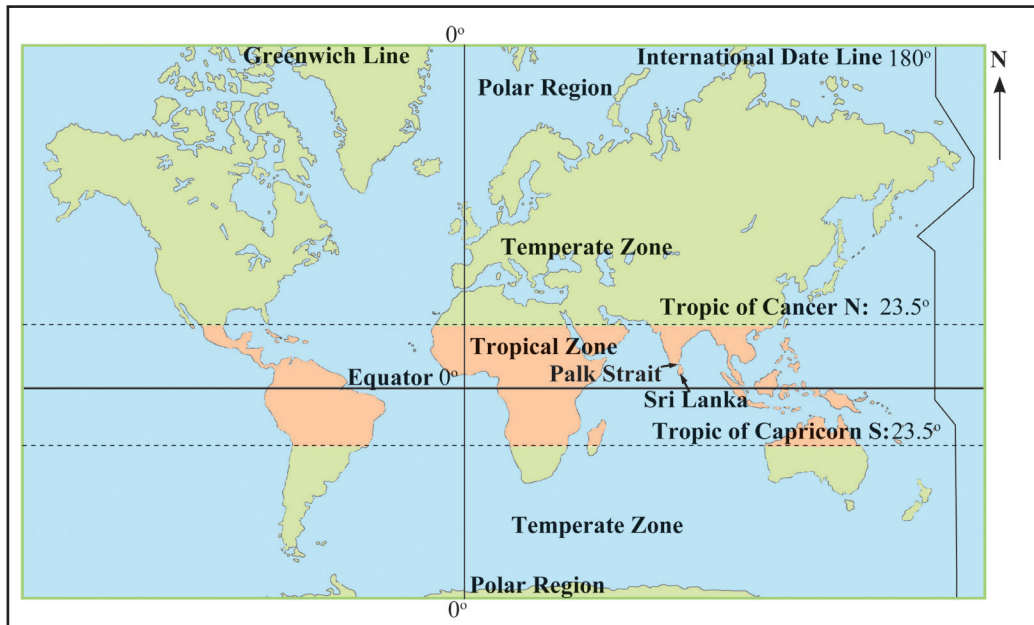 0°
Greenwich Line
International Date Line 180°
N
Polar Region
Temperate Zone
Tropic of Cancer N: 23.5°
Tropical Zone
Palk Strait
Equator 0°
Sri Lanka
Tropic of Capricorn S:23.5°
Temperate Zone
Polar Region
0°